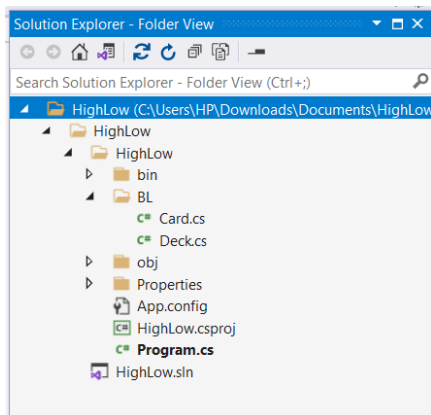 Solution Explorer - Folder View
Search Solution Explorer - Folder View (Ctrl+;)
HighLow (C:\Users\HP\Downloads\Documents\HighLow
HighLow
HighLow
bin
BL
C# Card.cs
C# Deck.cs
obj
Properties
App.config
C# HighLow.csproj
C# Program.cs
HighLow.sln